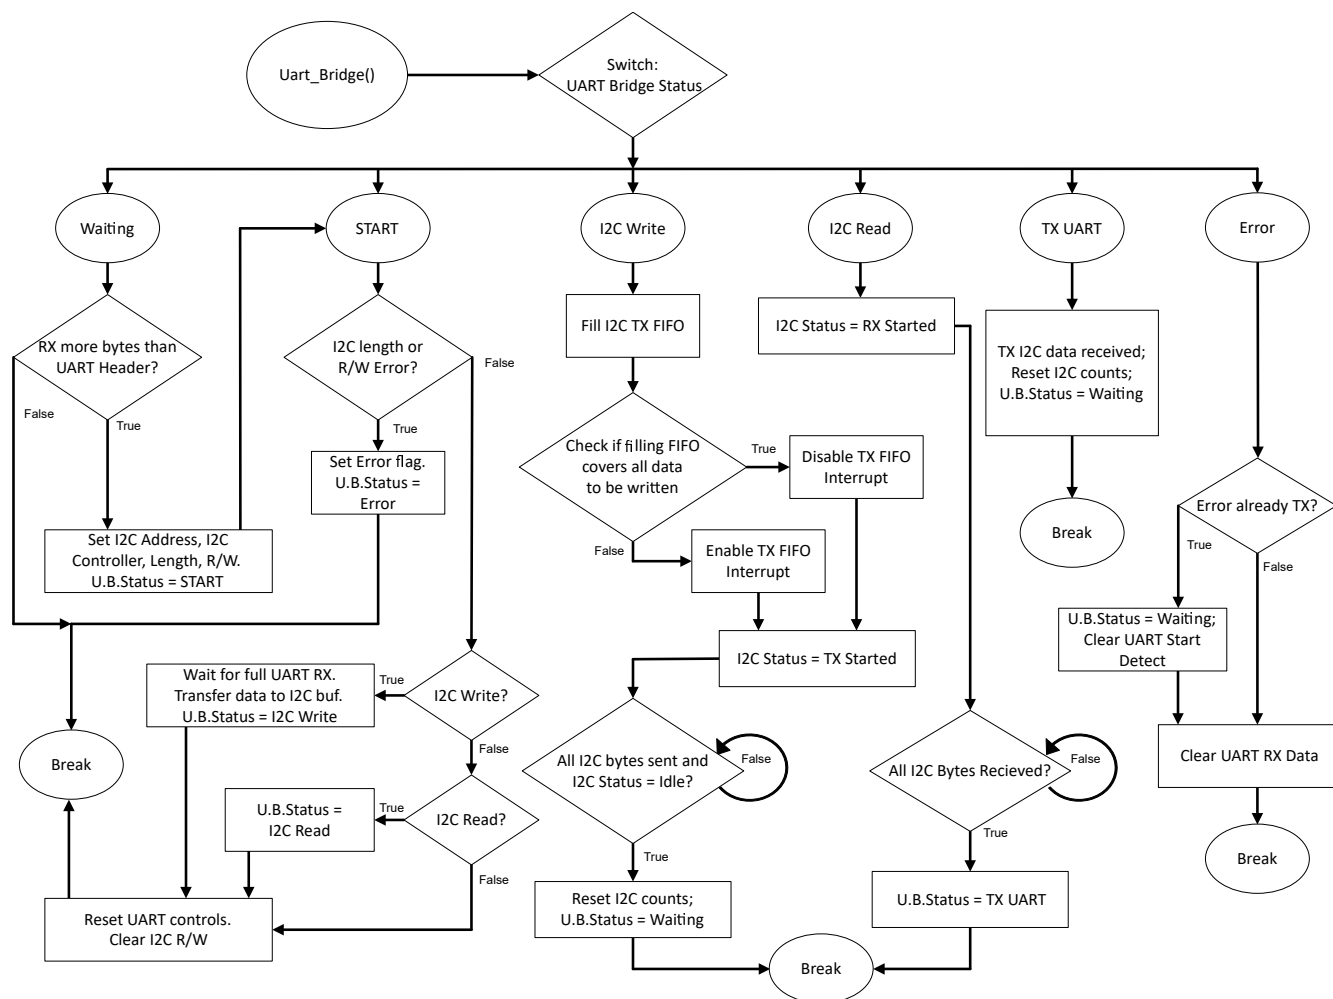 Uart_Bridge()
Switch:
UART Bridge Status
Waiting
START
I2C Write
I2C Read
TX UART
Error
RX more bytes than
UART Header?
False
True
Set I2C Address, I2C
Controller, Length, R/W.
U.B.Status = START
I2C length or
R/W Error?
False
True
Set Error flag.
U.B.Status =
Error
I2C Write?
True
False
Wait for full UART RX.
Transfer data to I2C buf.
U.B.Status = I2C Write
I2C Read?
True
False
U.B.Status =
I2C Read
Reset UART controls.
Clear I2C R/W
Break
Fill I2C TX FIFO
Check if filling FIFO
covers all data
to be written
True
False
Disable TX FIFO
Interrupt
Enable TX FIFO
Interrupt
I2C Status = TX Started
All I2C bytes sent and
I2C Status = Idle?
False
True
Reset I2C counts;
U.B.Status = Waiting
I2C Status = RX Started
All I2C Bytes Recieved?
False
True
U.B.Status = TX UART
Break
TX I2C data received;
Reset I2C counts;
U.B.Status = Waiting
Break
Error already TX?
True
False
U.B.Status = Waiting;
Clear UART Start
Detect
Clear UART RX Data
Break